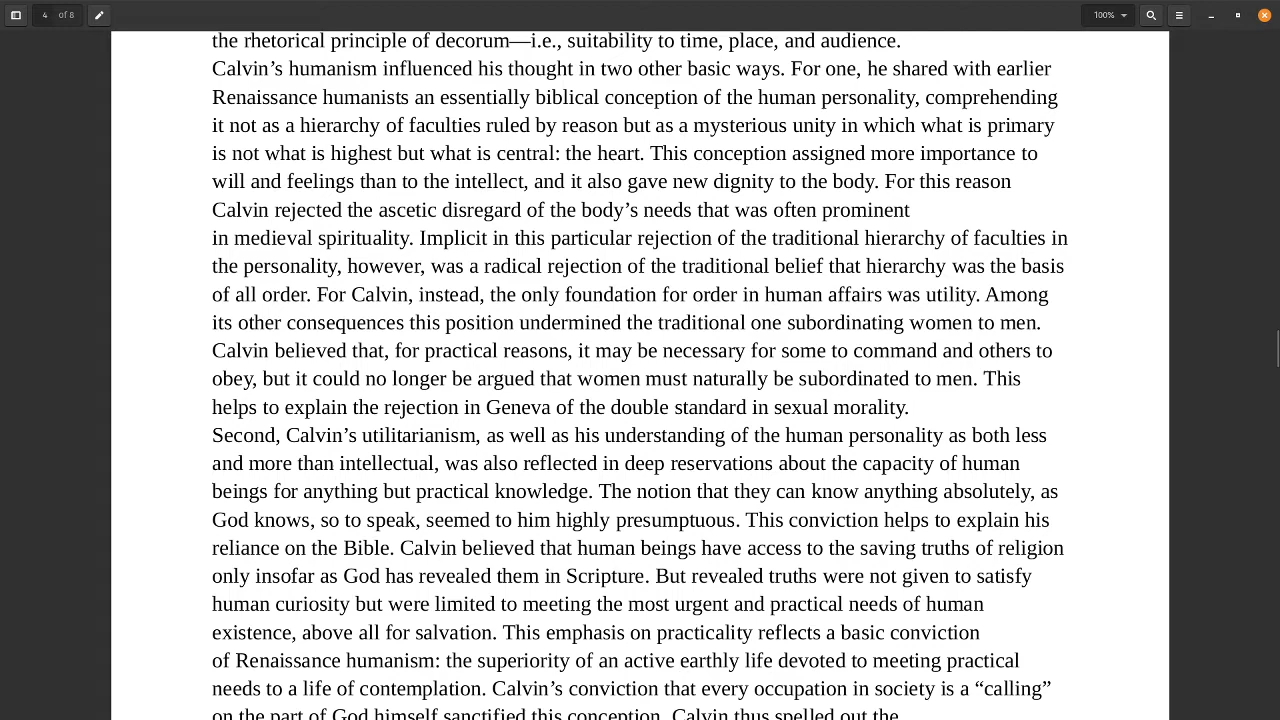 4 of 8
100%
the rhetorical principle of decorum—i.e., suitability to time, place, and audience.
Calvin’s humanism influenced his thought in two other basic ways. For one, he shared with earlier
Renaissance humanists an essentially biblical conception of the human personality, comprehending
it not as a hierarchy of faculties ruled by reason but as a mysterious unity in which what is primary
is not what is highest but what is central: the heart. This conception assigned more importance to
will and feelings than to the intellect, and it also gave new dignity to the body. For this reason
Calvin rejected the ascetic disregard of the body’s needs that was often prominent
in medieval spirituality. Implicit in this particular rejection of the traditional hierarchy of faculties in
the personality, however, was a radical rejection of the traditional belief that hierarchy was the basis
of all order. For Calvin, instead, the only foundation for order in human affairs was utility. Among
its other consequences this position undermined the traditional one subordinating women to men.
Calvin believed that, for practical reasons, it may be necessary for some to command and others to
obey, but it could no longer be argued that women must naturally be subordinated to men. This
helps to explain the rejection in Geneva of the double standard in sexual morality.
Second, Calvin’s utilitarianism, as well as his understanding of the human personality as both less
and more than intellectual, was also reflected in deep reservations about the capacity of human
beings for anything but practical knowledge. The notion that they can know anything absolutely, as
God knows, so to speak, seemed to him highly presumptuous. This conviction helps to explain his
reliance on the Bible. Calvin believed that human beings have access to the saving truths of religion
only insofar as God has revealed them in Scripture. But revealed truths were not given to satisfy
human curiosity but were limited to meeting the most urgent and practical needs of human
existence, above all for salvation. This emphasis on practicality reflects a basic conviction
of Renaissance humanism: the superiority of an active earthly life devoted to meeting practical
needs to a life of contemplation. Calvin’s conviction that every occupation in society is a “calling”
on the part of God himself sanctified this conception. Calvin thus spelled out the